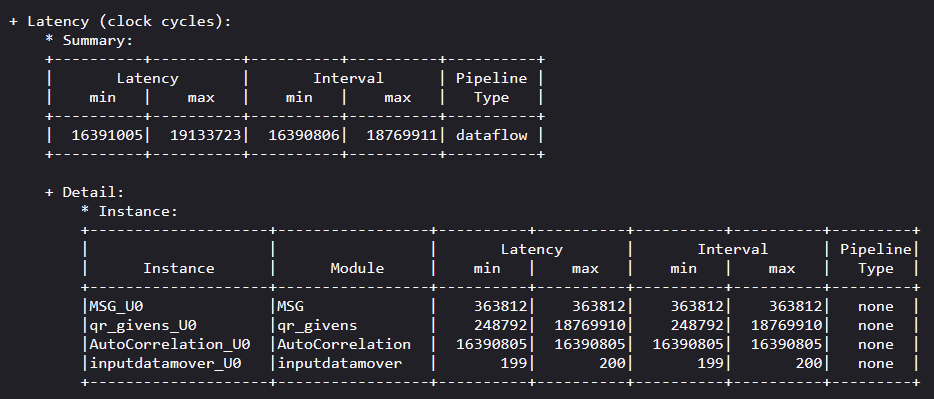 + Latency (clock cycles):
    * Summary:
    +----------+----------+----------+----------+----------+
    |       Latency       |       Interval      | Pipeline |
    |    min   |    max   |    min   |    max   |   Type   |
    +----------+----------+----------+----------+----------+
    |  16391005|  19133723|  16390806|  18769911| dataflow |
    +----------+----------+----------+----------+----------+

    + Detail:
        * Instance:
        +--------------------+-----------------+----------+----------+----------+----------+---------+
        |                    |                 |       Latency       |       Interval      | Pipeline|
        |      Instance      |      Module     |    min   |    max   |    min   |    max   |   Type  |
        +--------------------+-----------------+----------+----------+----------+----------+---------+
        |MSG_U0              |MSG              |    363812|    363812|    363812|    363812|   none  |
        |qr_givens_U0        |qr_givens        |    248792|  18769910|    248792|  18769910|   none  |
        |AutoCorrelation_U0  |AutoCorrelation  |  16390805|  16390805|  16390805|  16390805|   none  |
        |inputdatamover_U0   |inputdatamover   |       199|       200|       199|       200|   none  |
        +--------------------+-----------------+----------+----------+----------+----------+---------+